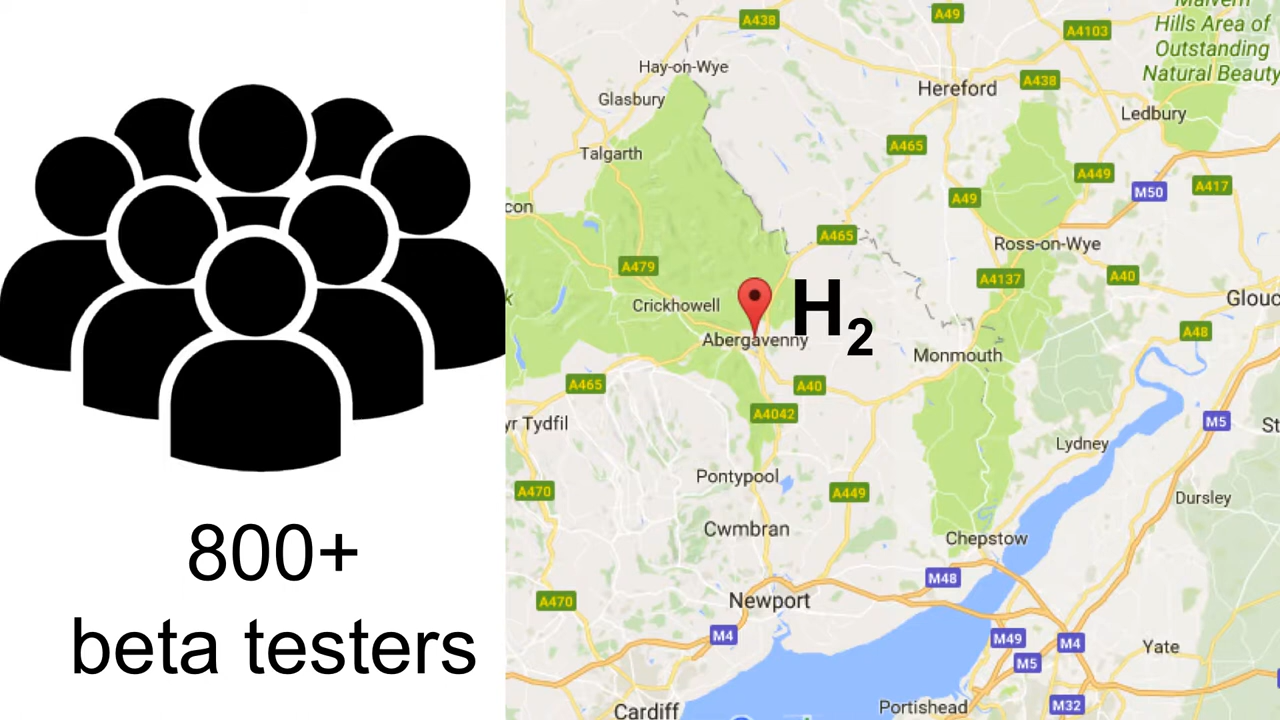 800+
beta testers
A438
A49
Malvern
Hills Area of
Outstanding
Natural Beauty
A4103
Hay-on-Wye
Hereford
A438
Glasbury
Ledbury
Talgarth
A465
A449
M50
A417
A49
con
A465
Ross-on-Wye
A479
A4137
A40
Crickhowell
H2
Glouc
k
Abergavenny
A48
Monmouth
A465
A40
A4042
M5
yr Tydfil
St
Lydney
Pontypool
A470
A449
Dursley
Cwmbran
Chepstow
M48
A470
Newport
M4
M49
M4
Yate
M5
Portishead
M32
Cardiff